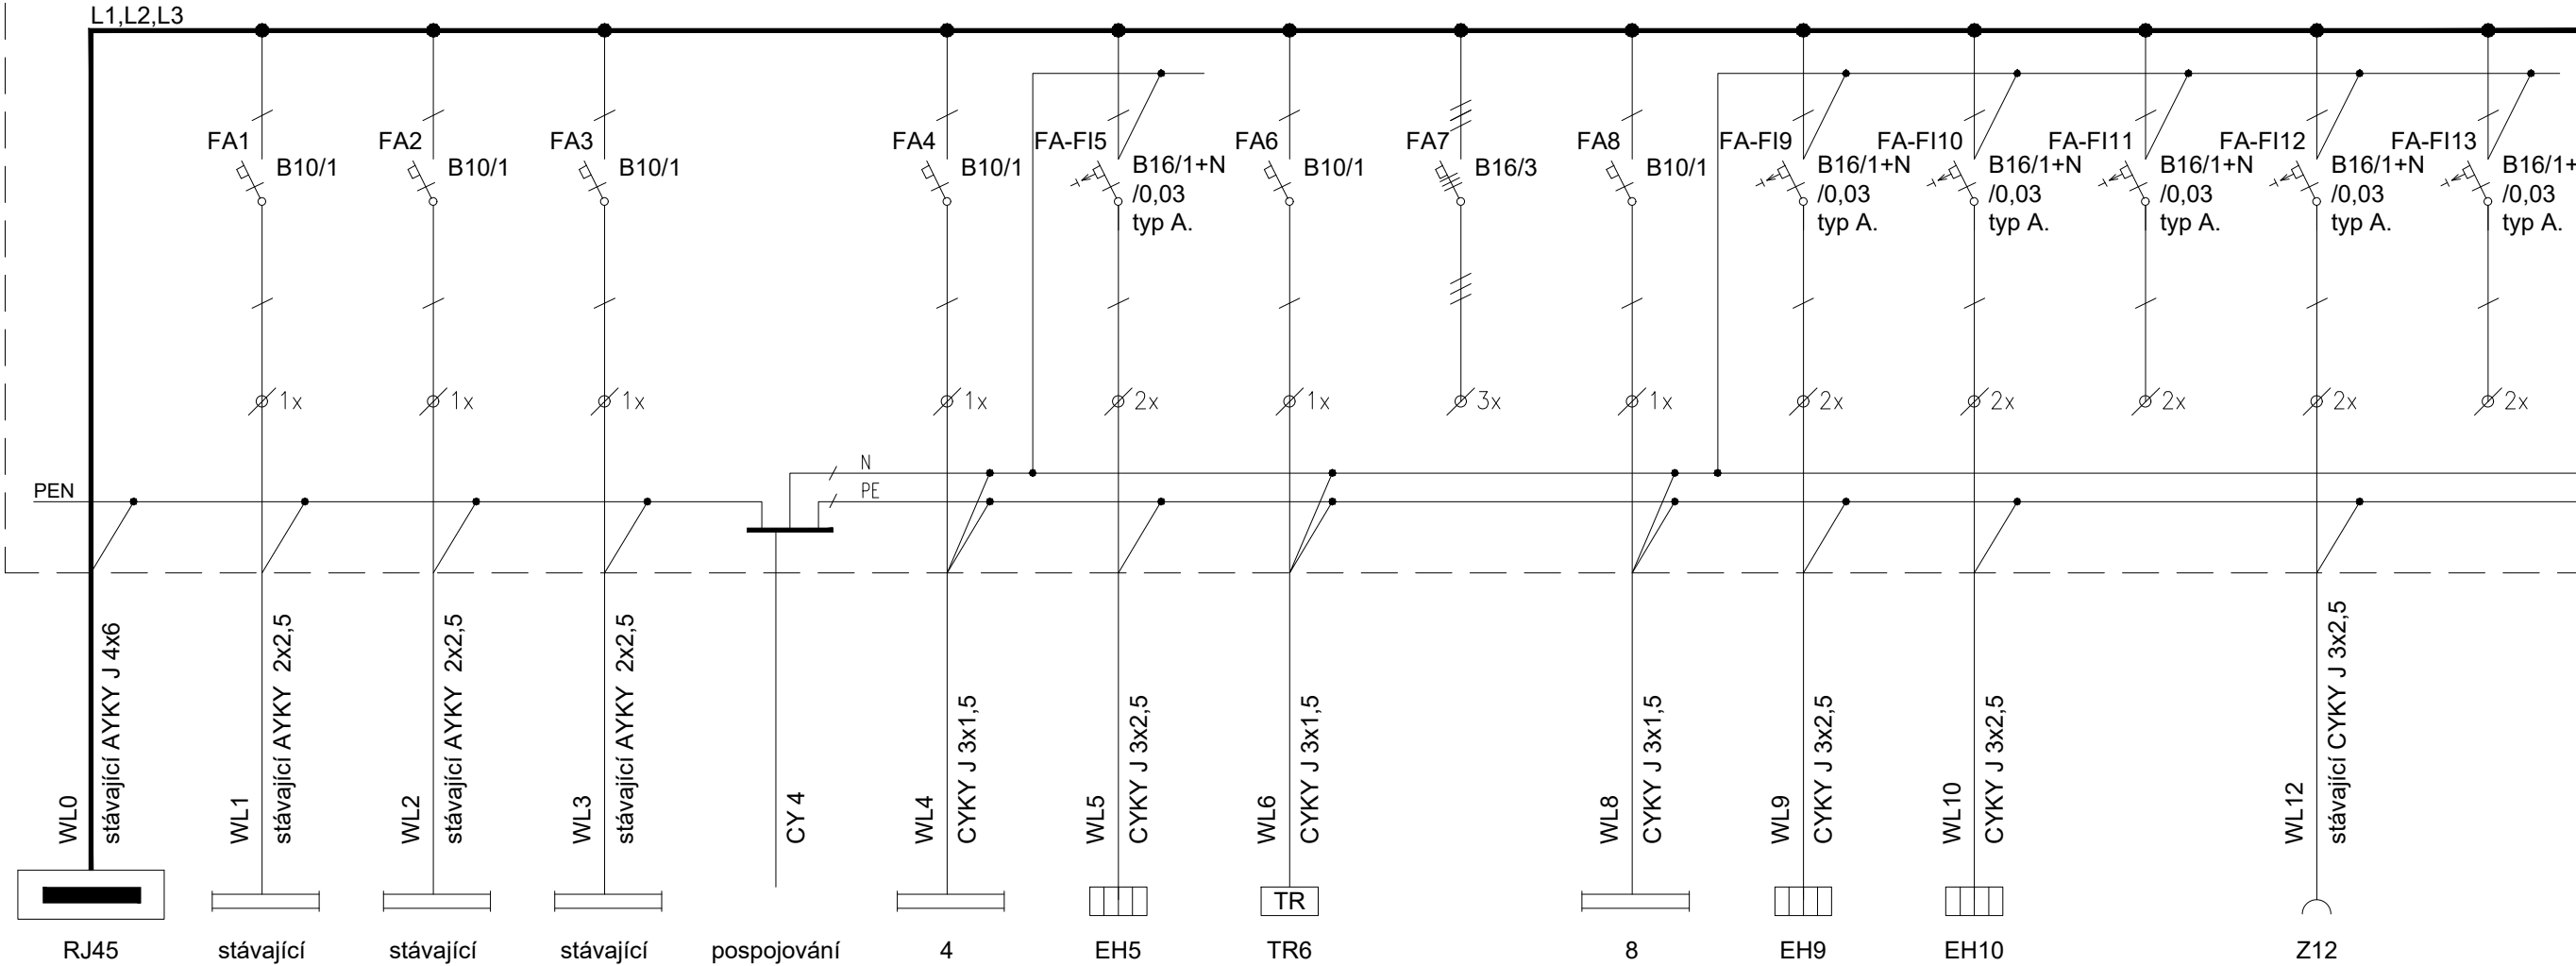 L1,L2,L3
FA1
B10/1
FA2
B10/1
FA3
B10/1
FA4
B10/1
FA-FI5
B16/1+N
/0,03
typ A.
FA6
B10/1
FA7
B16/3
FA8
B10/1
FA-FI9
B16/1+N
/0,03
typ A.
FA-FI10
B16/1+N
/0,03
typ A.
FA-FI11
B16/1+N
/0,03
typ A.
FA-FI12
B16/1+N
/0,03
typ A.
FA-FI13
B16/1+
/0,03
typ A.
1x
1x
1x
1x
2x
1x
3x
1x
2x
2x
2x
2x
2x
N
PE
PEN
WL0
stávající AYKY J 4x6
WL1
stávající AYKY 2x2,5
WL2
stávající AYKY 2x2,5
WL3
stávající AYKY 2x2,5
CY 4
WL4
CYKY J 3x1,5
WL5
CYKY J 3x2,5
WL6
CYKY J 3x1,5
WL8
CYKY J 3x1,5
WL9
CYKY J 3x2,5
WL10
CYKY J 3x2,5
WL12
stávající CYKY J 3x2,5
TR
RJ45
stávající
stávající
stávající
pospojování
4
EH5
TR6
8
EH9
EH10
Z12